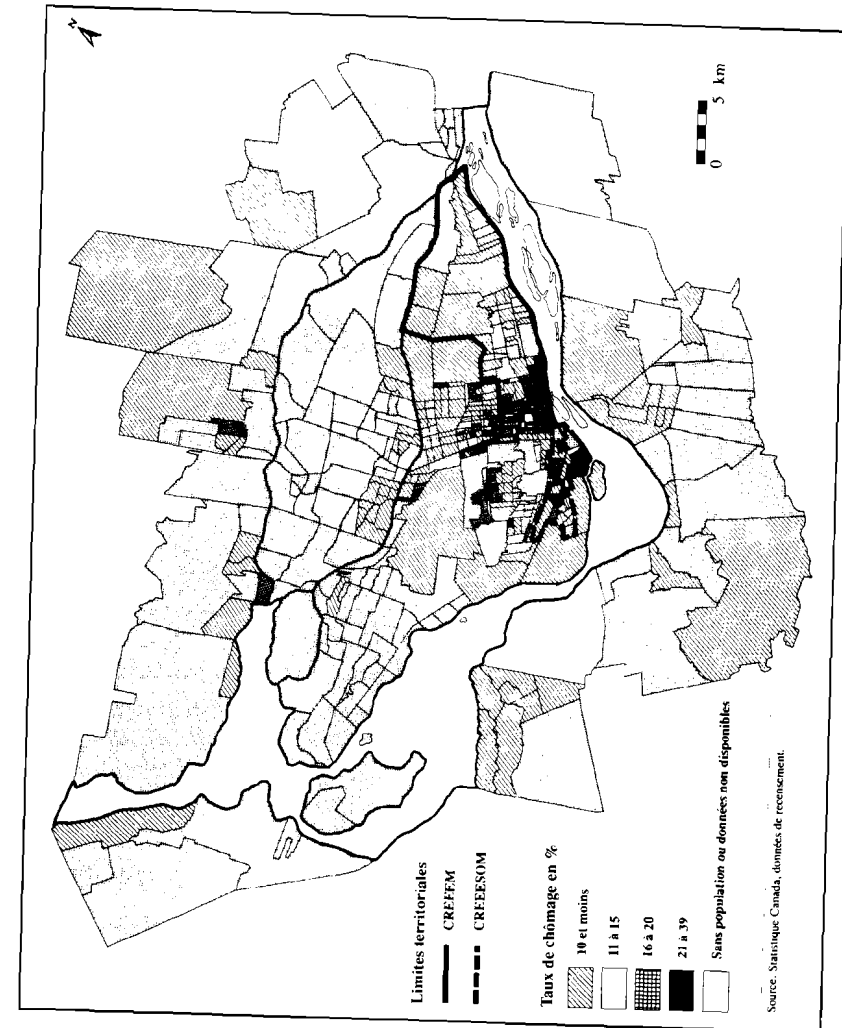 N
0 5 km
Limites territoriales
CREEEM
CREEESOM
Taux de chômage en %
10 et moins
11 à 15
16 à 20
21 à 39
Sans population ou données non disponibles
Source. Statistique Canada, données de recensement.